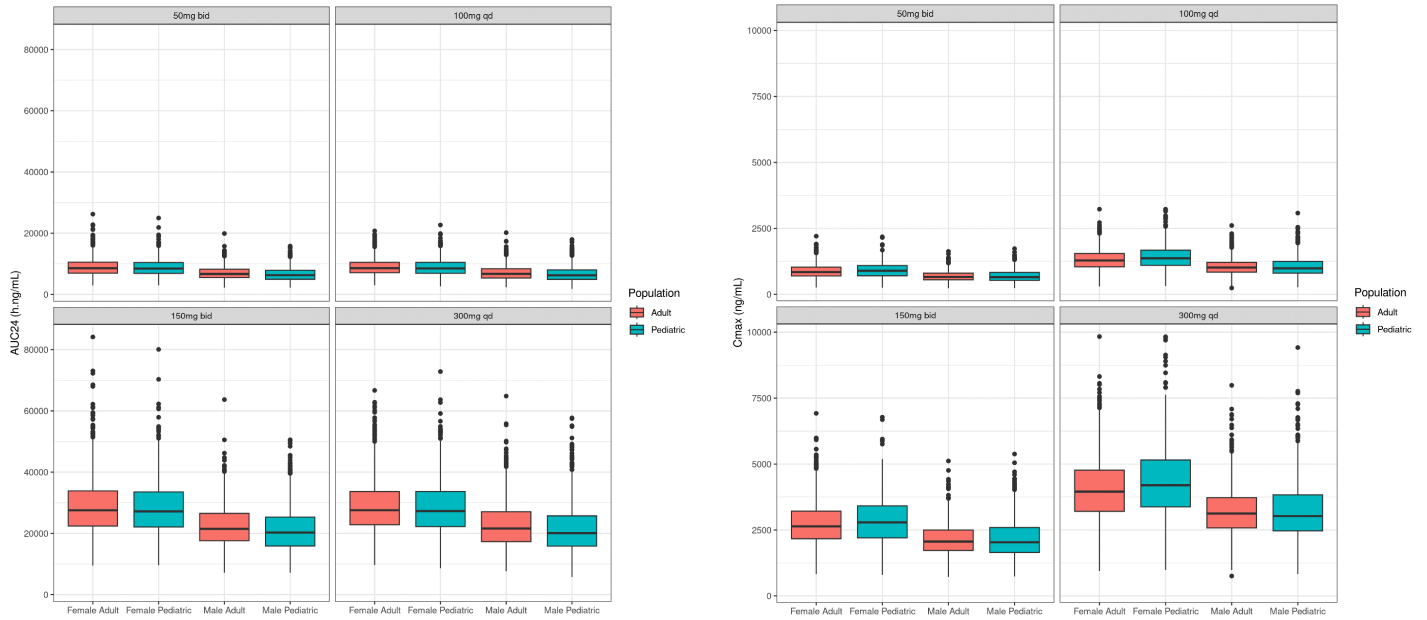 50mg bid
100mg qd
80000
60000
40000
20000
0
150mg bid
300mg qd
80000
60000
40000
20000
0
AUC24 (h.ng/mL)
Female Adult
Female Pediatric
Male Adult
Male Pediatric
Female Adult
Female Pediatric
Male Adult
Male Pediatric
Population
Adult
Pediatric
50mg bid
100mg qd
10000
7500
5000
2500
0
150mg bid
300mg qd
10000
7500
5000
2500
0
Cmax (ng/mL)
Female Adult
Female Pediatric
Male Adult
Male Pediatric
Female Adult
Female Pediatric
Male Adult
Male Pediatric
Population
Adult
Pediatric